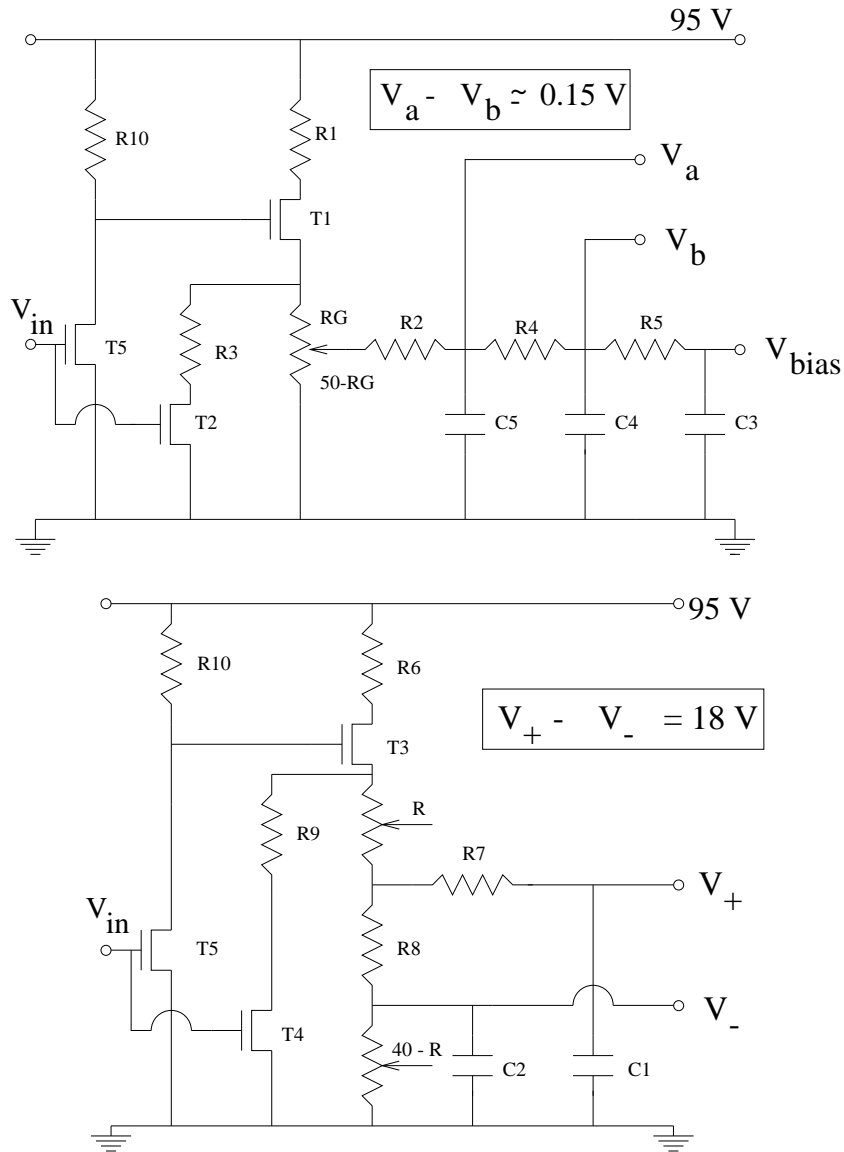 95 V
V_a - V_b ≃ 0.15 V
R10
R1
V_a
T1
V_b
V_in
RG
R2
R4
R5
V_bias
T5
R3
50-RG
T2
C5
C4
C3
95 V
R10
R6
V_+ - V_- = 18 V
T3
R
R9
R7
V_+
V_in
T5
R8
V_-
T4
40 - R
C2
C1